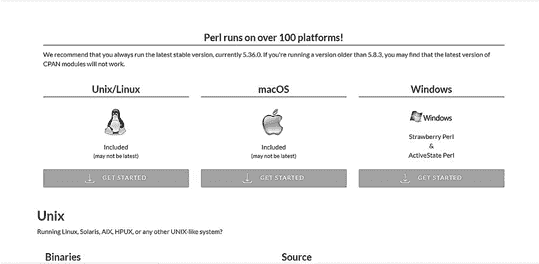 Perl runs on over 100 platforms!
We recommend that you always run the latest stable version, currently 5.36.0. If you're running a version older than 5.8.3, you may find that the latest version of
CPAN modules will not work.
Unix/Linux
macOS
Windows
Windows
Included
(may not be latest)
Included
(may not be latest)
Strawberry Perl
&
ActiveState Perl
GET STARTED
GET STARTED
GET STARTED
Unix
Running Linux, Solaris, AIX, HPUX, or any other UNIX-like system?
Binaries
Source